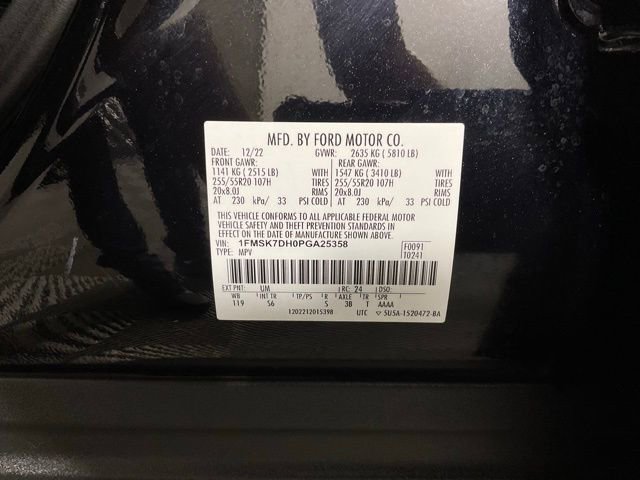 MFD. BY FORD MOTOR CO.
DATE: 12/22 GVWR: 2635 KG ( 5810 LB)
FRONT GAWR: REAR GAWR:
1141 KG ( 2515 LB) WITH 1547 KG ( 3410 LB) WITH
255/55R20 107H TIRES 255/55R20 107H TIRES
20x8.0J RIMS 20x8.0J RIMS
AT 230 kPa/ 33 PSI COLD AT 230 kPa/ 33 PSI COLD
THIS VEHICLE CONFORMS TO ALL APPLICABLE FEDERAL MOTOR
VEHICLE SAFETY AND THEFT PREVENTION STANDARDS IN
EFFECT ON THE DATE OF MANUFACTURE SHOWN ABOVE.
VIN: 1FMSK7DH0PGA25358 F0091
TYPE: MPV T0241
EXT PNT: UM RC: 24 DSO:
WB INT TR TP/PS R AXLE TR SPR
119 56 S 3B T AAAA
1202212015398 UTC 5U5A-1520472-BA